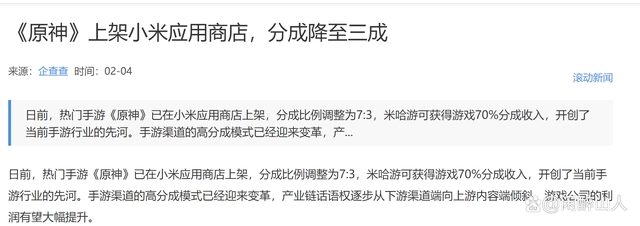 《原神》上架小米应用商店，分成降至三成
来源：企查查 时间：02-04
滚动新闻
日前，热门手游《原神》已在小米应用商店上架，分成比例调整为7:3，米哈游可获得游戏70%分成收入，开创了
当前手游行业的先河。手游渠道的高分成模式已经迎来变革，产...
日前，热门手游《原神》已在小米应用商店上架，分成比例调整为7:3，米哈游可获得游戏70%分成收入，开创了当前手
游行业的先河。手游渠道的高分成模式已经迎来变革，产业链话语权逐步从下游渠道端向上游内容端倾斜，游戏公司的利
润有望大幅提升。